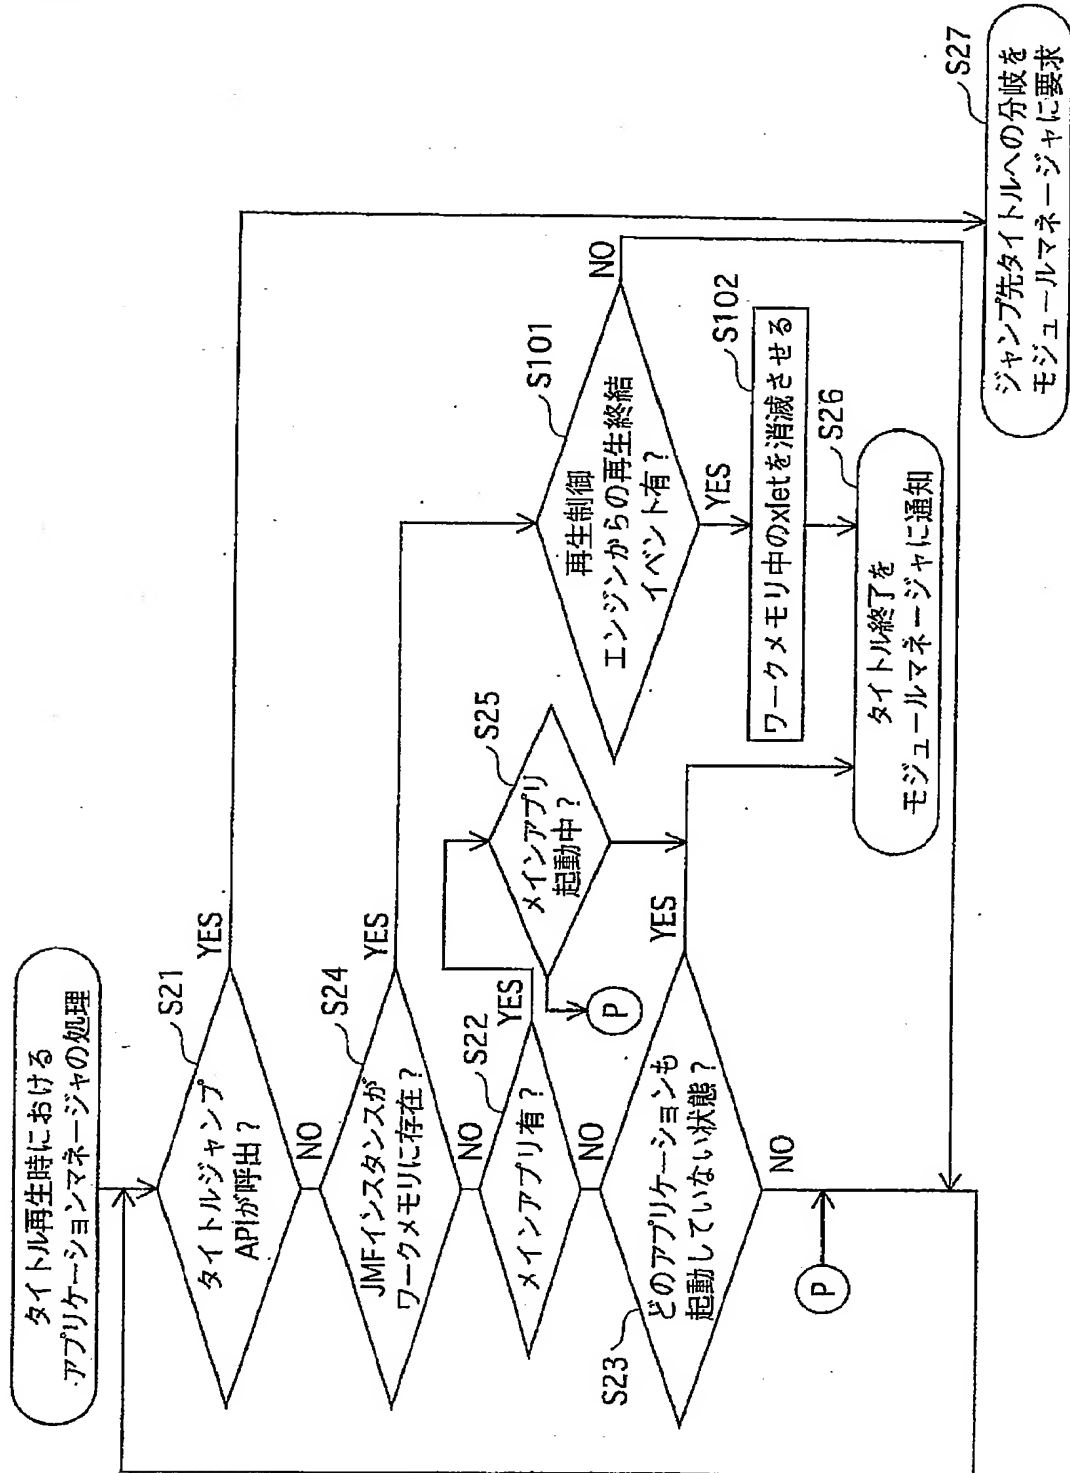 タイトル再生時における
アプリケーションマネージャの処理
S21
タイトルジャンプ
APIが呼出？
YES
NO
S24
JMFインスタンスが
ワークメモリに存在？
YES
NO
S22
メインアプリ有？
YES
NO
S25
メインアプリ
起動中？
P
S23
どのアプリケーションも
起動していない状態？
YES
NO
P
S101
再生制御
エンジンからの再生終結
イベント有？
NO
YES
S102
ワークメモリ中のxletを消滅させる
S26
タイトル終了を
モジュールマネージャに通知
S27
ジャンプ先タイトルへの分岐を
モジュールマネージャに要求